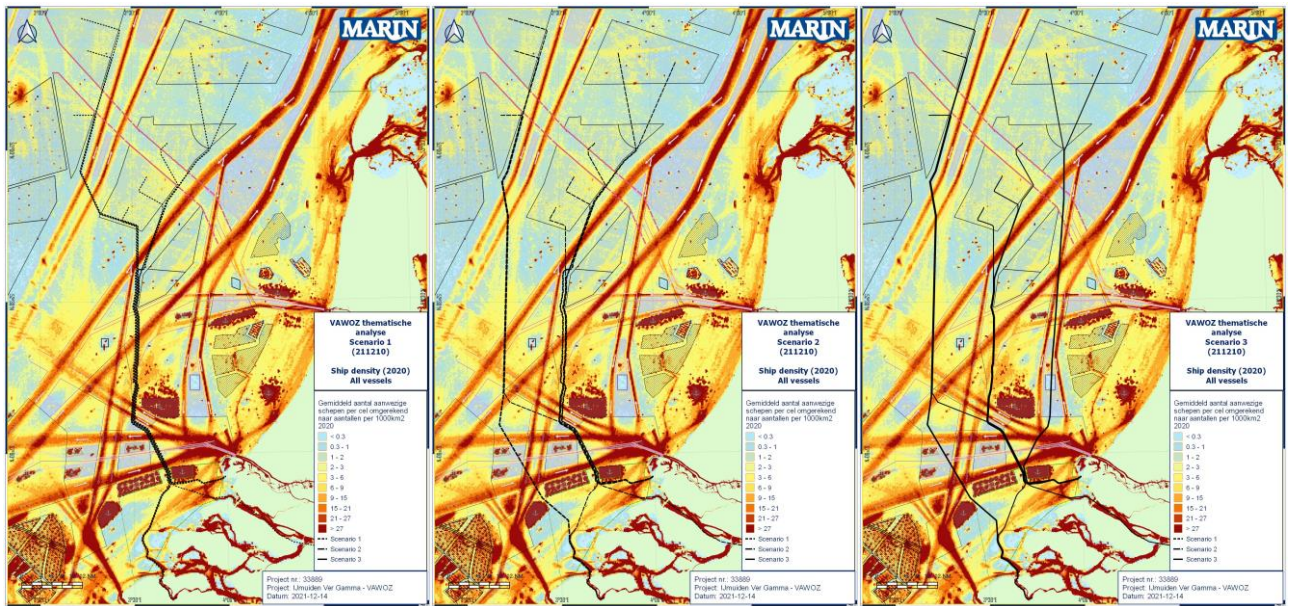 MARIN
VAWOZ thematische
analyse
Scenario 1
(211210)
Ship density (2020)
All vessels
Gemiddeld aantal aanwezige
schepen per cel omgerekend
naar aantallen per 1000km2
2020
< 0.3
0.3 - 1
1 - 2
2 - 3
3 - 6
6 - 9
9 - 15
15 - 21
21 - 27
> 27
Scenario 1
Scenario 2
Scenario 3
Project nr.: 33889
Project: IJmuiden Ver Gamma - VAWOZ
Datum: 2021-12-14
MARIN
VAWOZ thematische
analyse
Scenario 2
(211210)
Ship density (2020)
All vessels
Gemiddeld aantal aanwezige
schepen per cel omgerekend
naar aantallen per 1000km2
2020
< 0.3
0.3 - 1
1 - 2
2 - 3
3 - 6
6 - 9
9 - 15
15 - 21
21 - 27
> 27
Scenario 1
Scenario 2
Scenario 3
Project nr.: 33889
Project: IJmuiden Ver Gamma - VAWOZ
Datum: 2021-12-14
MARIN
VAWOZ thematische
analyse
Scenario 3
(211210)
Ship density (2020)
All vessels
Gemiddeld aantal aanwezige
schepen per cel omgerekend
naar aantallen per 1000km2
2020
< 0.3
0.3 - 1
1 - 2
2 - 3
3 - 6
6 - 9
9 - 15
15 - 21
21 - 27
> 27
Scenario 1
Scenario 2
Scenario 3
Project nr.: 33889
Project: IJmuiden Ver Gamma - VAWOZ
Datum: 2021-12-14